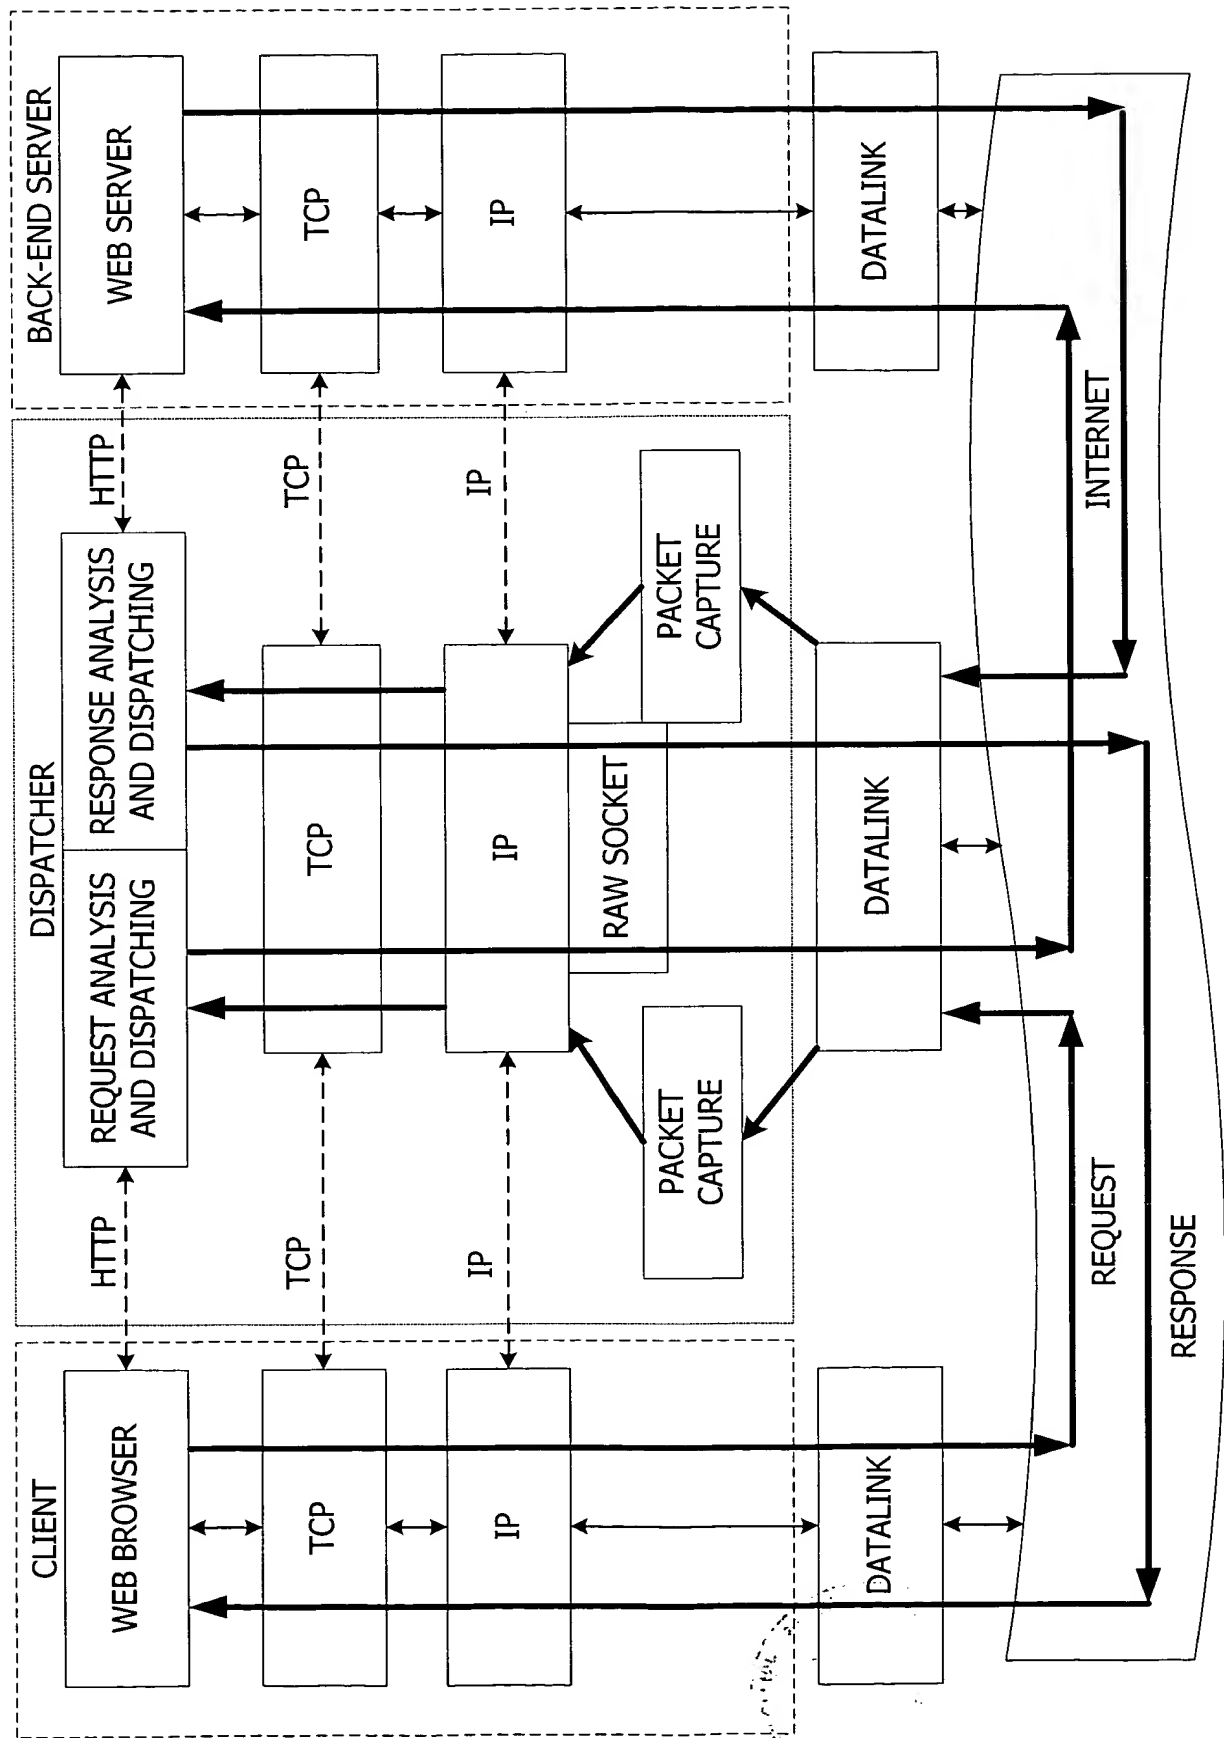 CLIENT
DISPATCHER
BACK-END SERVER
WEB BROWSER
HTTP
REQUEST ANALYSIS
AND DISPATCHING
RESPONSE ANALYSIS
AND DISPATCHING
HTTP
WEB SERVER
TCP
TCP
TCP
TCP
TCP
IP
IP
IP
IP
IP
RAW SOCKET
PACKET
CAPTURE
PACKET
CAPTURE
DATALINK
DATALINK
DATALINK
REQUEST
INTERNET
RESPONSE